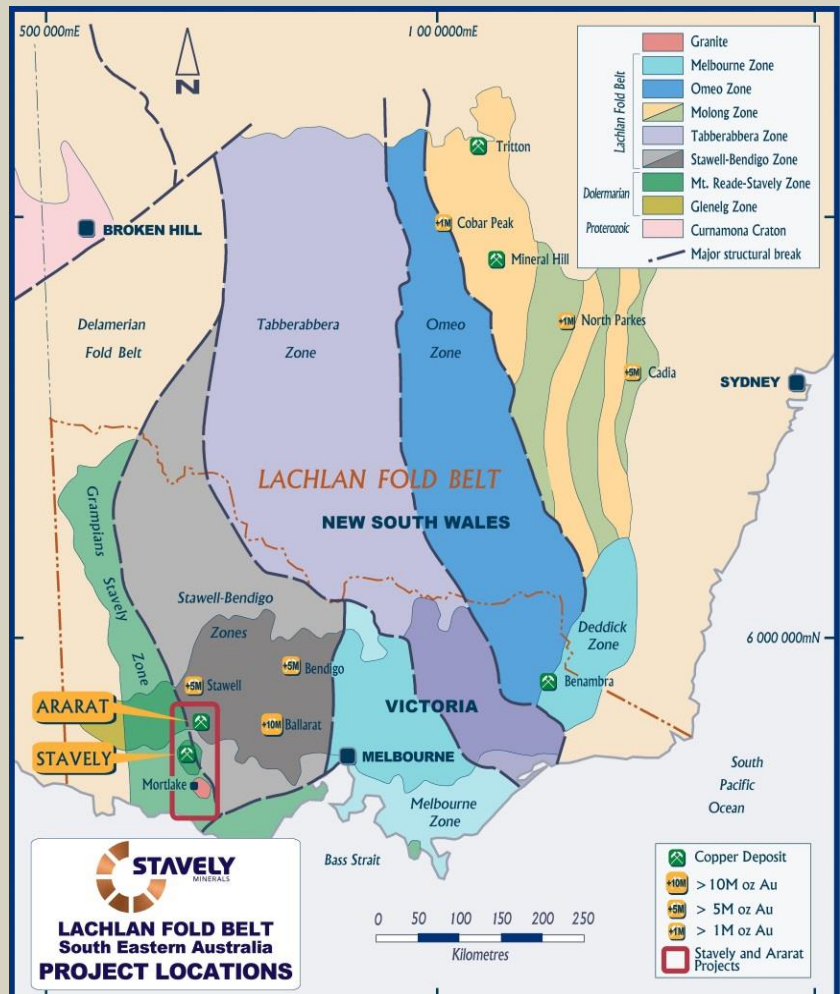 500 000mE
1 00 0000mE
N
Granite
Melbourne Zone
Omeo Zone
Molong Zone
Tabberabbera Zone
Stawell-Bendigo Zone
Mt. Reade-Stavely Zone
Glenelg Zone
Curnamona Craton
Major structural break
Lachlan Fold Belt
Dolermarian
Proterozoic
Tritton
+1M
Cobar Peak
BROKEN HILL
Mineral Hill
Delamerian
Fold Belt
Tabberabbera
Zone
Omeo
Zone
+1M
North Parkes
+5M
Cadia
SYDNEY
LACHLAN FOLD BELT
NEW SOUTH WALES
Grampians
Stavely
Zone
Stawell-Bendigo
Zones
Deddick
Zone
6 000 000mN
+5M
Bendigo
+5M
Stawell
Benambra
ARARAT
+10M
Ballarat
VICTORIA
STAVELY
MELBOURNE
Mortlake
Melbourne
Zone
South
Pacific
Ocean
Bass Strait
STAVELY
MINERALS
LACHLAN FOLD BELT
South Eastern Australia
PROJECT LOCATIONS
0 50 100 150 200 250
Kilometres
Copper Deposit
+10M > 10M oz Au
+5M > 5M oz Au
+1M > 1M oz Au
Stavely and Ararat
Projects